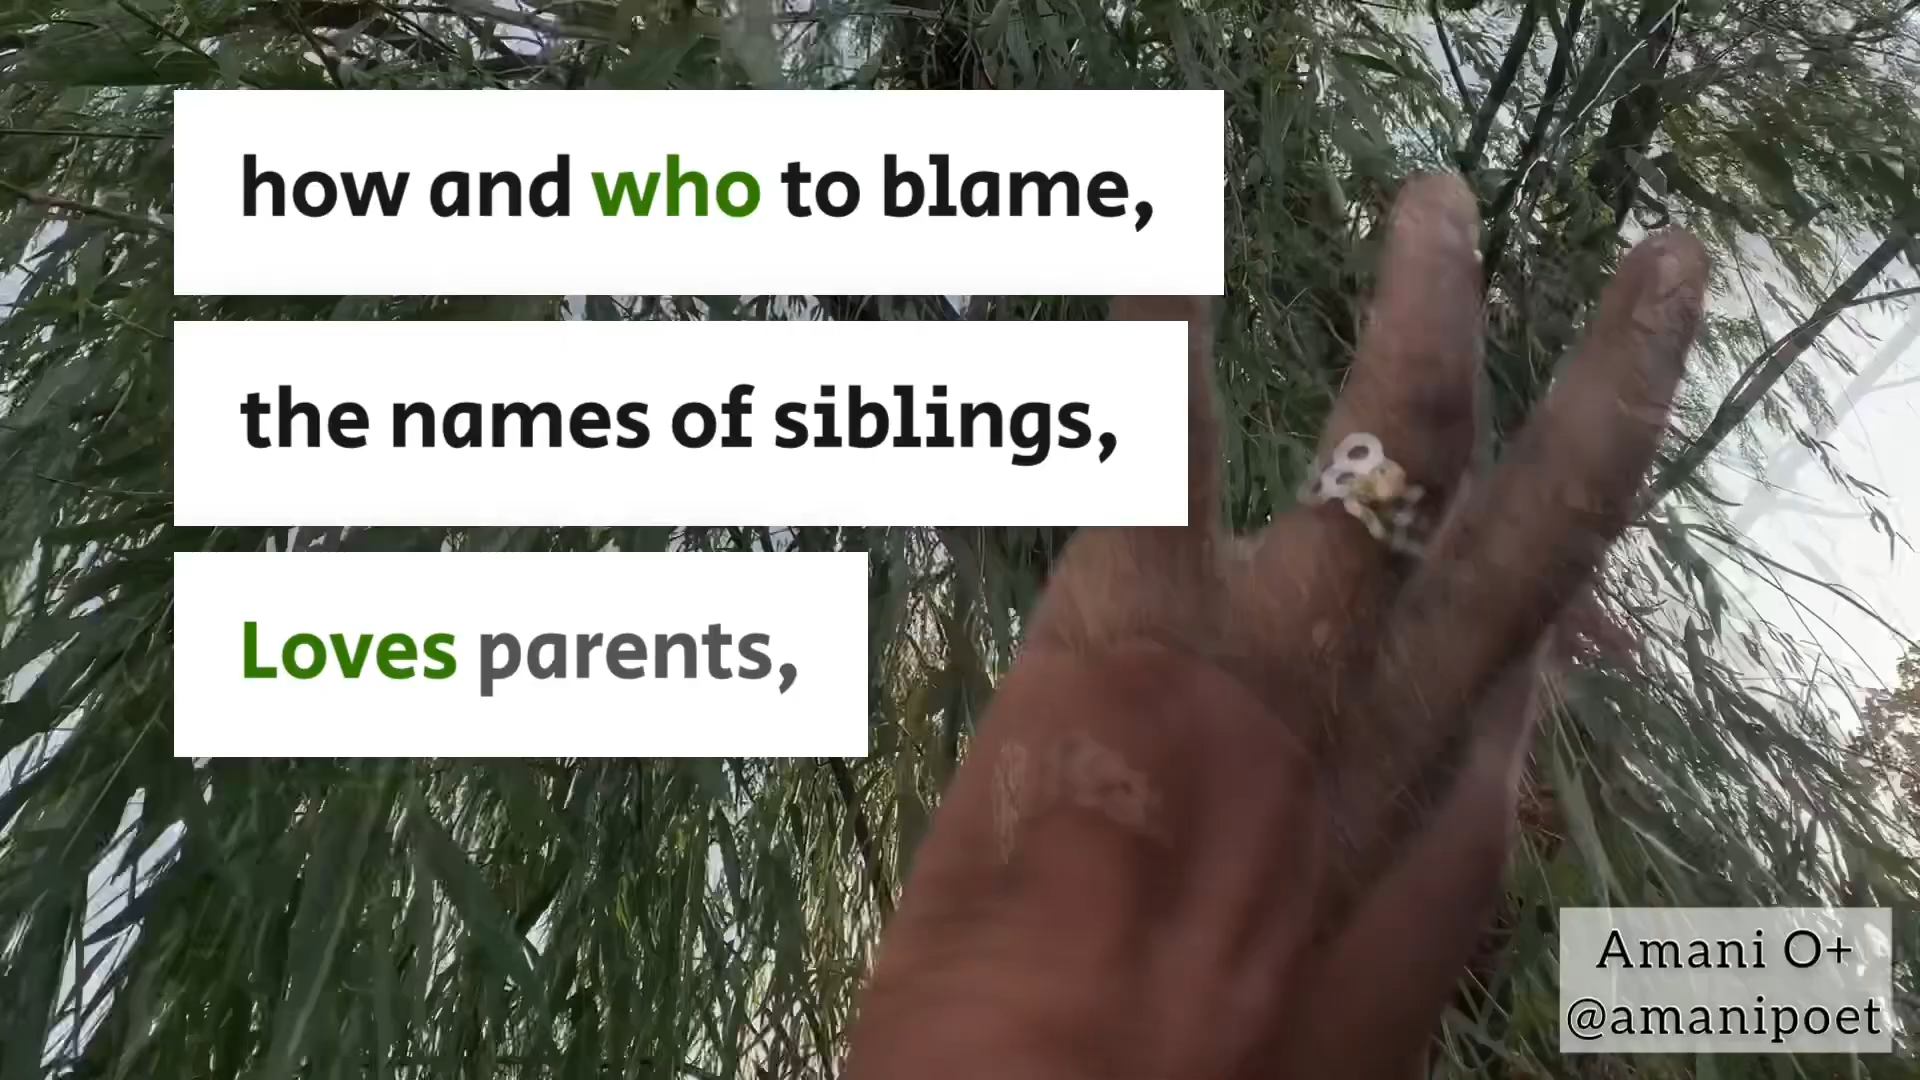 how and who to blame,
the names of siblings,
Loves parents,
Amani O+
@amanipoet